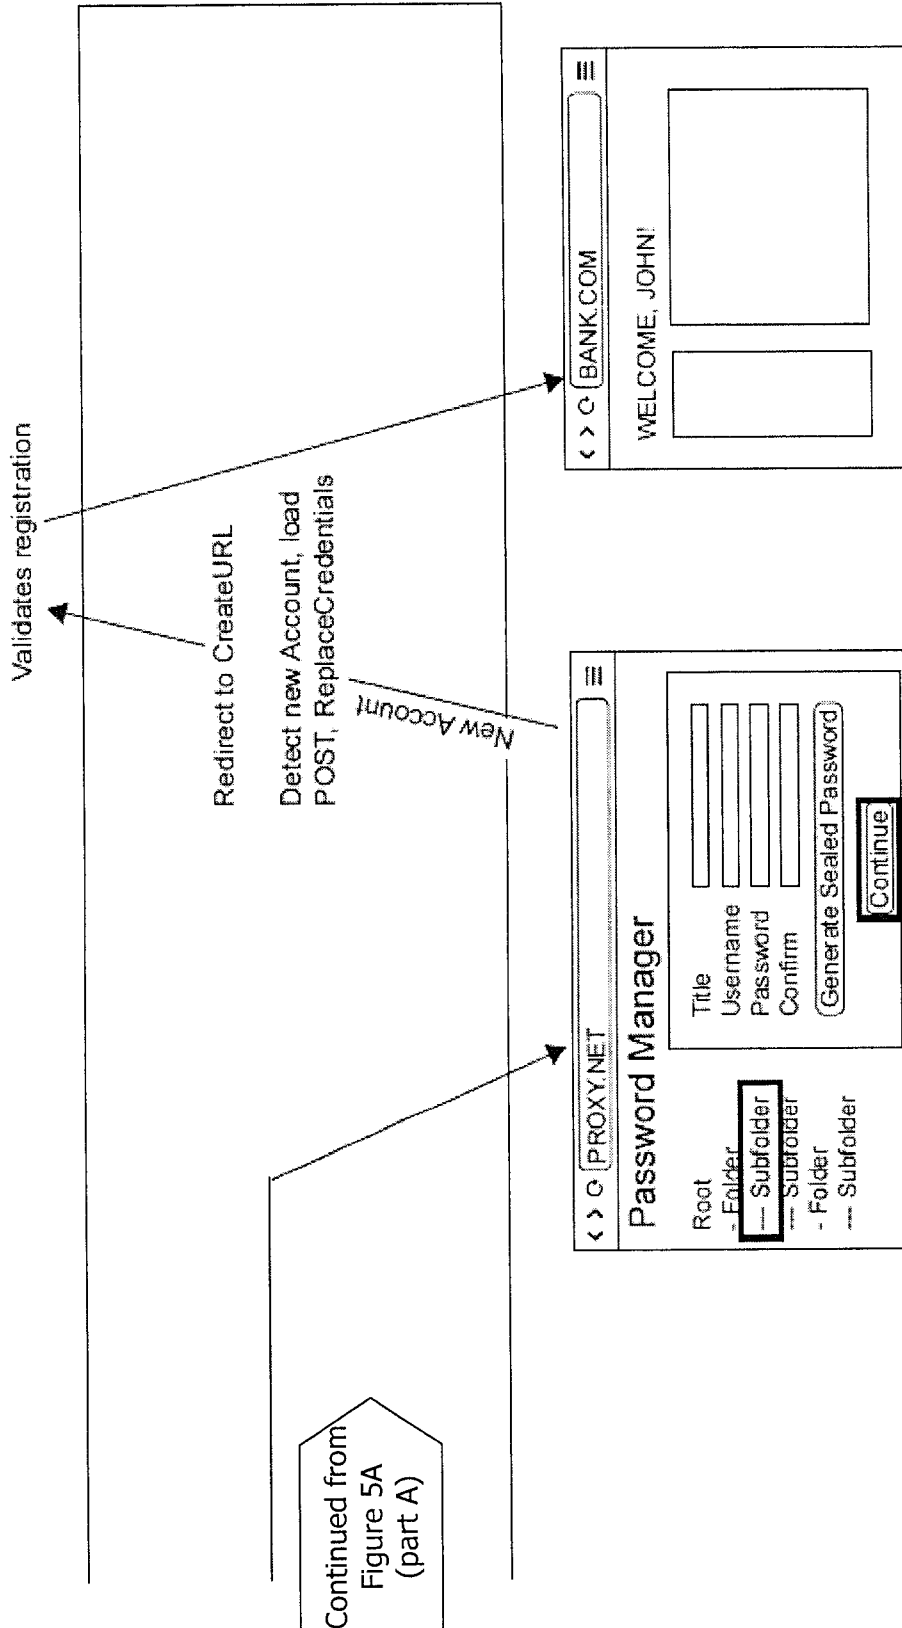 Validates registration
Redirect to CreateURL
Detect new Account, load
POST, ReplaceCredentials
New Account
Continued from
Figure 5A
(part A)
PROXY.NET
Password Manager
Root
- Folder
--- Subfolder
--- Subfolder
- Folder
--- Subfolder
Title
Username
Password
Confirm
Generate Sealed Password
Continue
BANK.COM
WELCOME, JOHN!